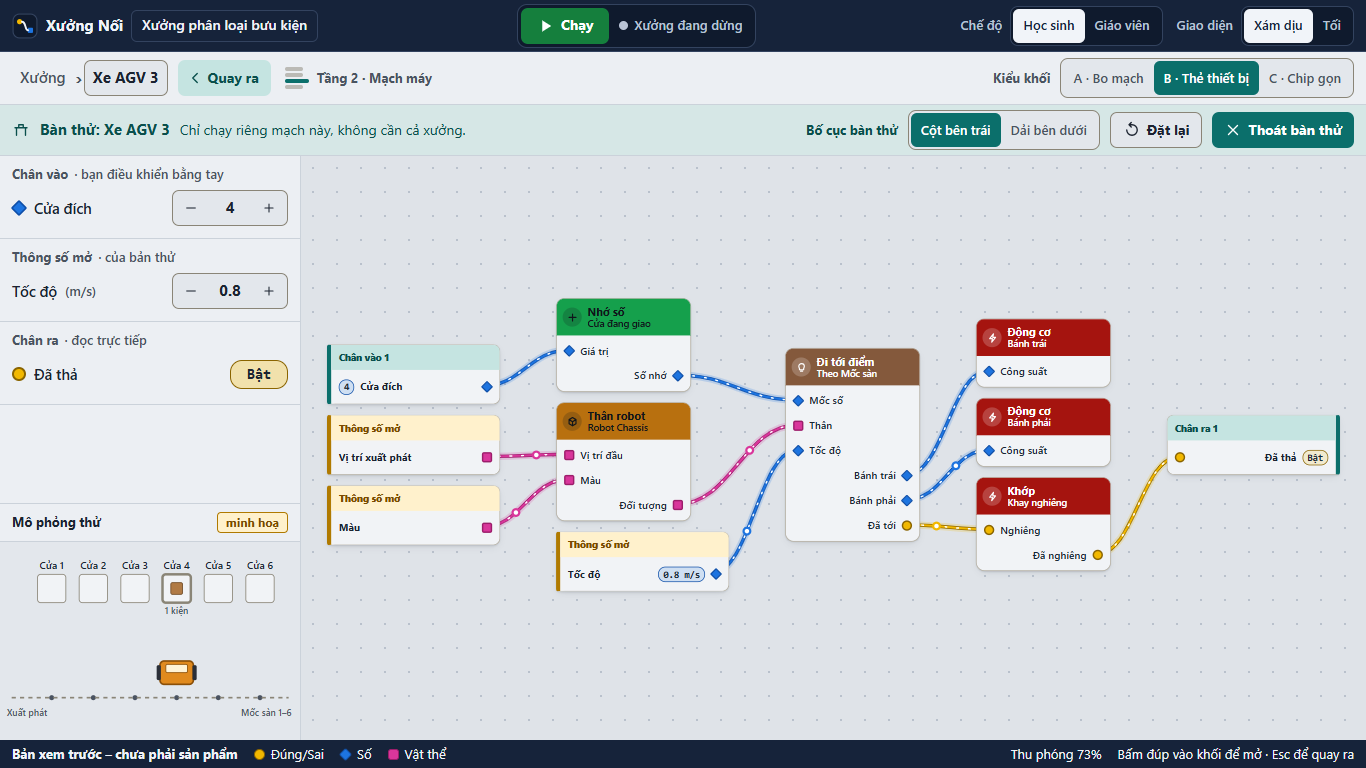 Xưởng Nối
Xưởng phân loại bưu kiện
Chạy
Xưởng đang dừng
Chế độ
Học sinh
Giáo viên
Giao diện
Xám dịu
Tối
Xưởng › Xe AGV 3
Quay ra
Tầng 2 · Mạch máy
Kiểu khối
A · Bo mạch
B · Thẻ thiết bị
C · Chip gọn
Bàn thử: Xe AGV 3
Chỉ chạy riêng mạch này, không cần cả xưởng.
Bố cục bàn thử
Cột bên trái
Dải bên dưới
Đặt lại
Thoát bàn thử
Chân vào · bạn điều khiển bằng tay
Cửa đích
− 4 +
Thông số mở · của bản thử
Tốc độ (m/s)
− 0.8 +
Chân ra · đọc trực tiếp
Đã thả
Bật
Mô phỏng thử
minh hoạ
Cửa 1 Cửa 2 Cửa 3 Cửa 4 Cửa 5 Cửa 6
1 kiện
Xuất phát
Mốc sàn 1–6
Chân vào 1
4 Cửa đích
Thông số mở
Vị trí xuất phát
Thông số mở
Màu
Nhớ số
Cửa đang giao
Giá trị
Số nhớ
Thân robot
Robot Chassis
Vị trí đầu
Màu
Đối tượng
Thông số mở
Tốc độ
0.8 m/s
Đi tới điểm
Theo Mốc sàn
Mốc số
Thân
Tốc độ
Bánh trái
Bánh phải
Đã tới
Động cơ
Bánh trái
Công suất
Động cơ
Bánh phải
Công suất
Khớp
Khay nghiêng
Nghiêng
Đã nghiêng
Chân ra 1
Đã thả
Bật
Bản xem trước – chưa phải sản phẩm
Đúng/Sai
Số
Vật thể
Thu phóng 73%
Bấm đúp vào khối để mở · Esc để quay ra